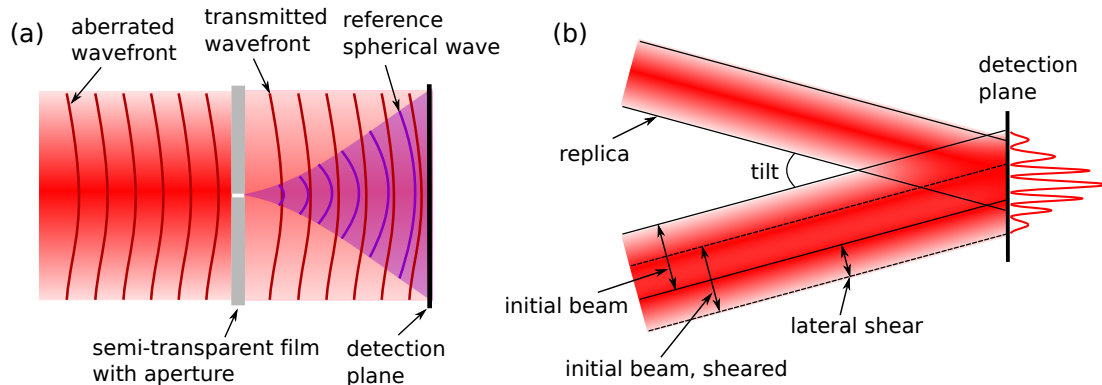 (a)
aberrated
wavefront
transmitted
wavefront
reference
spherical wave
semi-transparent film
with aperture
detection
plane
(b)
detection
plane
replica
tilt
initial beam
lateral shear
initial beam, sheared